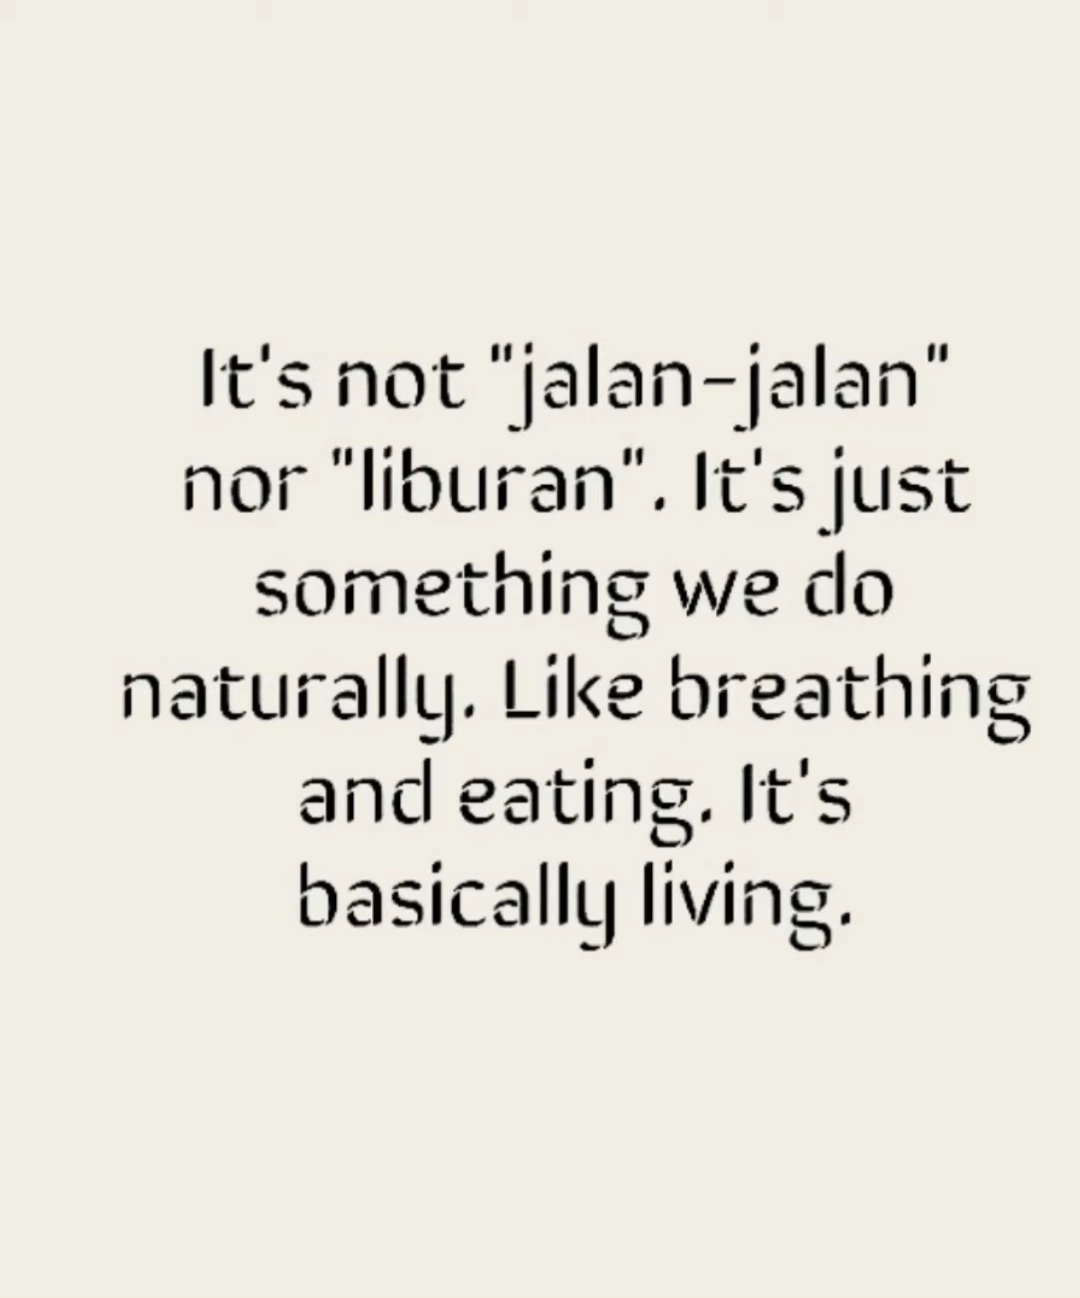 It's not "jalan-jalan"
nor "liburan". It's just
something we do
naturally. Like breathing
and eating. It's
basically living.